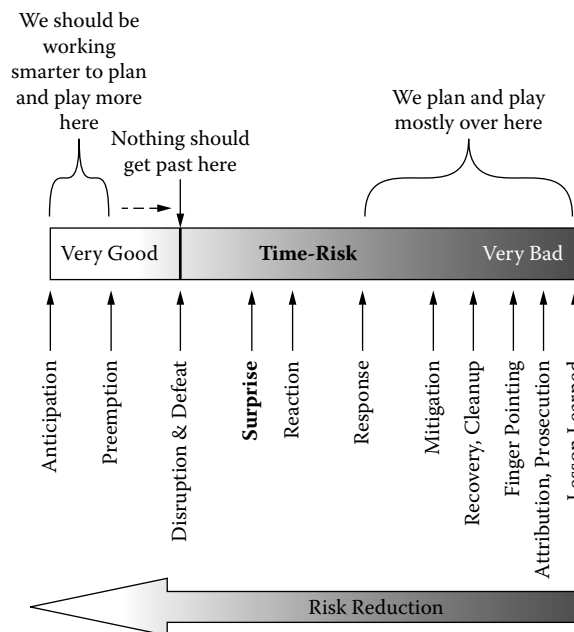 We should be
working
smarter to plan
and play more
here
Nothing should
get past here
We plan and play
mostly over here
Very Good
Time-Risk
Very Bad
Anticipation
Preemption
Disruption & Defeat
Surprise
Reaction
Response
Mitigation
Recovery, Cleanup
Finger Pointing
Attribution, Prosecution
Lesson Learned
Risk Reduction